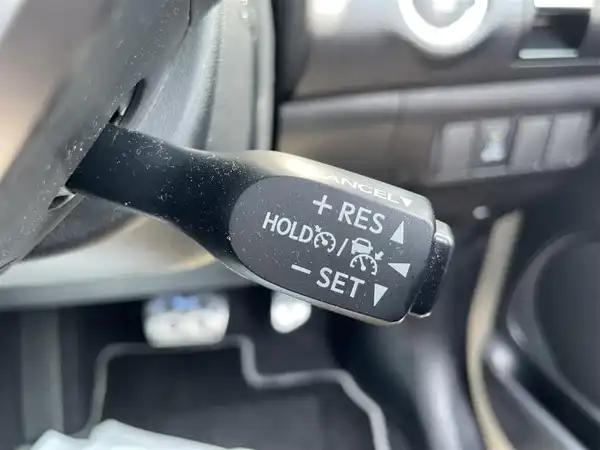 CANCEL▼
+ RES ▲
HOLD / ◀
− SET ▼